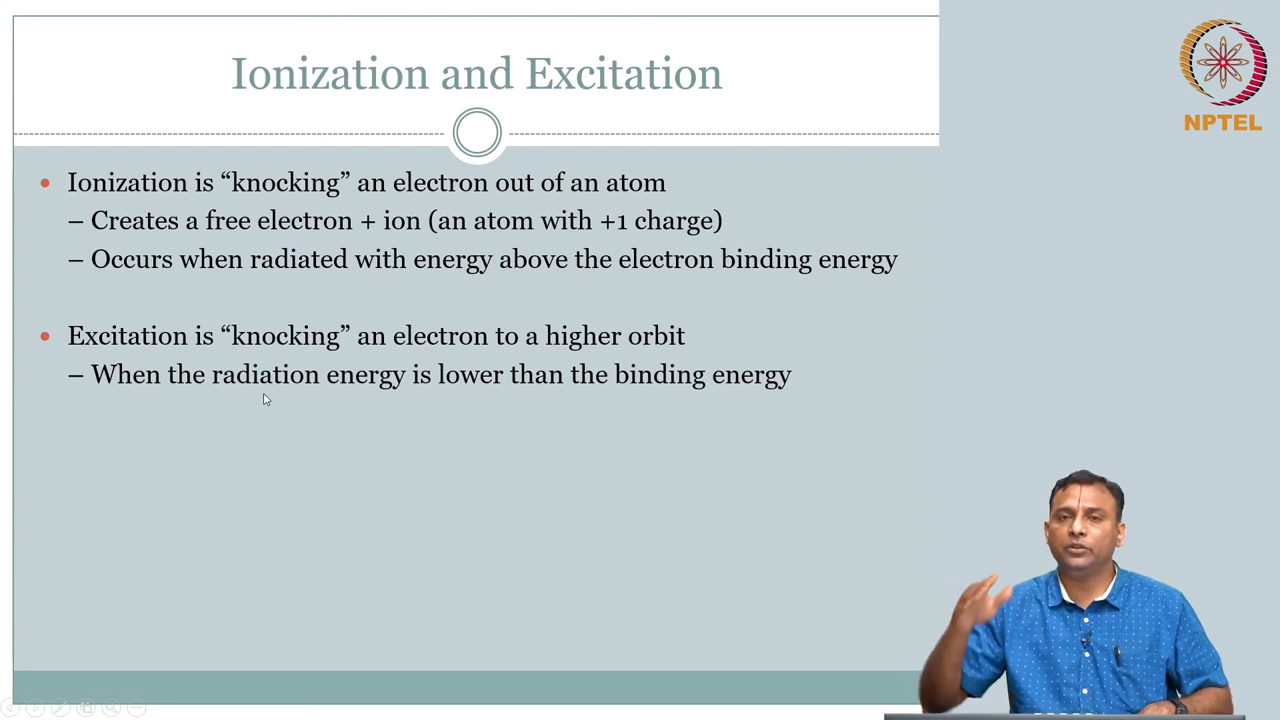 Ionization and Excitation
NPTEL
• Ionization is “knocking” an electron out of an atom
– Creates a free electron + ion (an atom with +1 charge)
– Occurs when radiated with energy above the electron binding energy
• Excitation is “knocking” an electron to a higher orbit
– When the radiation energy is lower than the binding energy